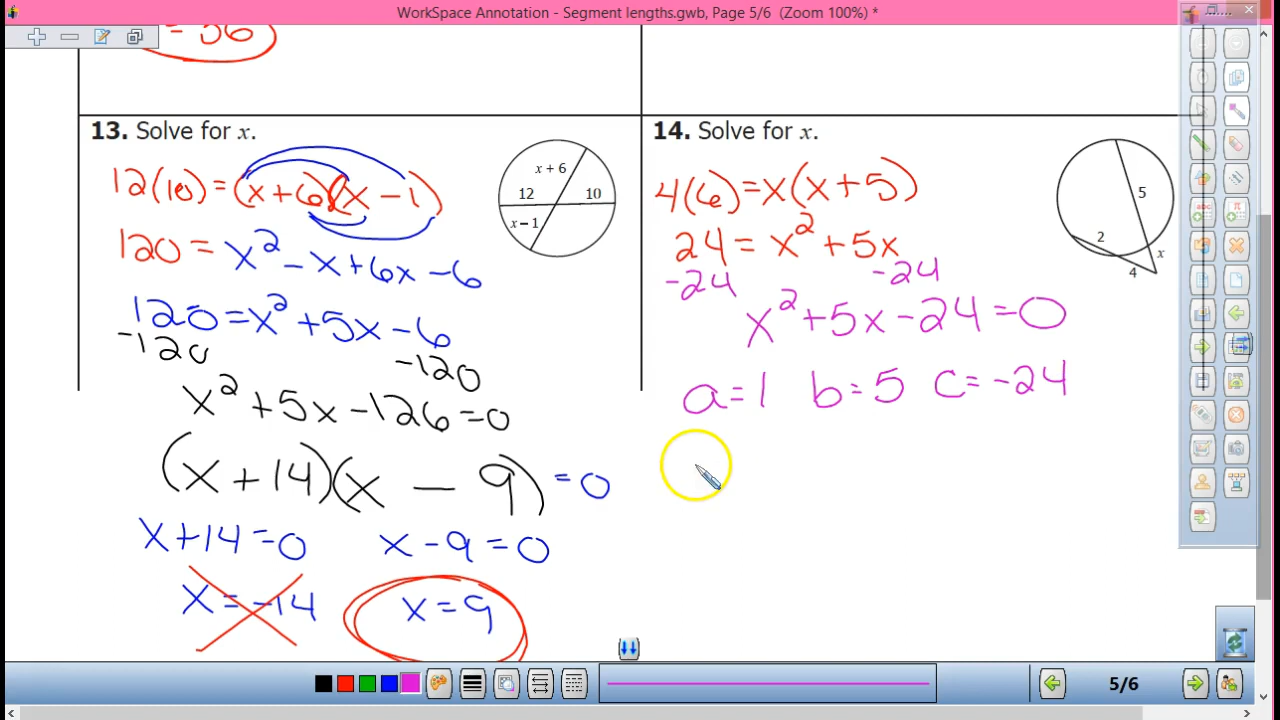 WorkSpace Annotation - Segment lengths.gwb, Page 5/6 (Zoom 100%) *
= 36
13. Solve for x.
12(10) = (x+6)(x - 1)
120 = x² - x + 6x - 6
120 = x² + 5x - 6
-120 -120
x² + 5x - 126 = 0
(x + 14)(x - 9) = 0
x + 14 = 0 x - 9 = 0
x = -14 x = 9
x + 6
12 10
x - 1
14. Solve for x.
4(6) = x(x + 5)
24 = x² + 5x
-24 -24
x² + 5x - 24 = 0
a = 1 b = 5 c = -24
5
2
x
4
5/6